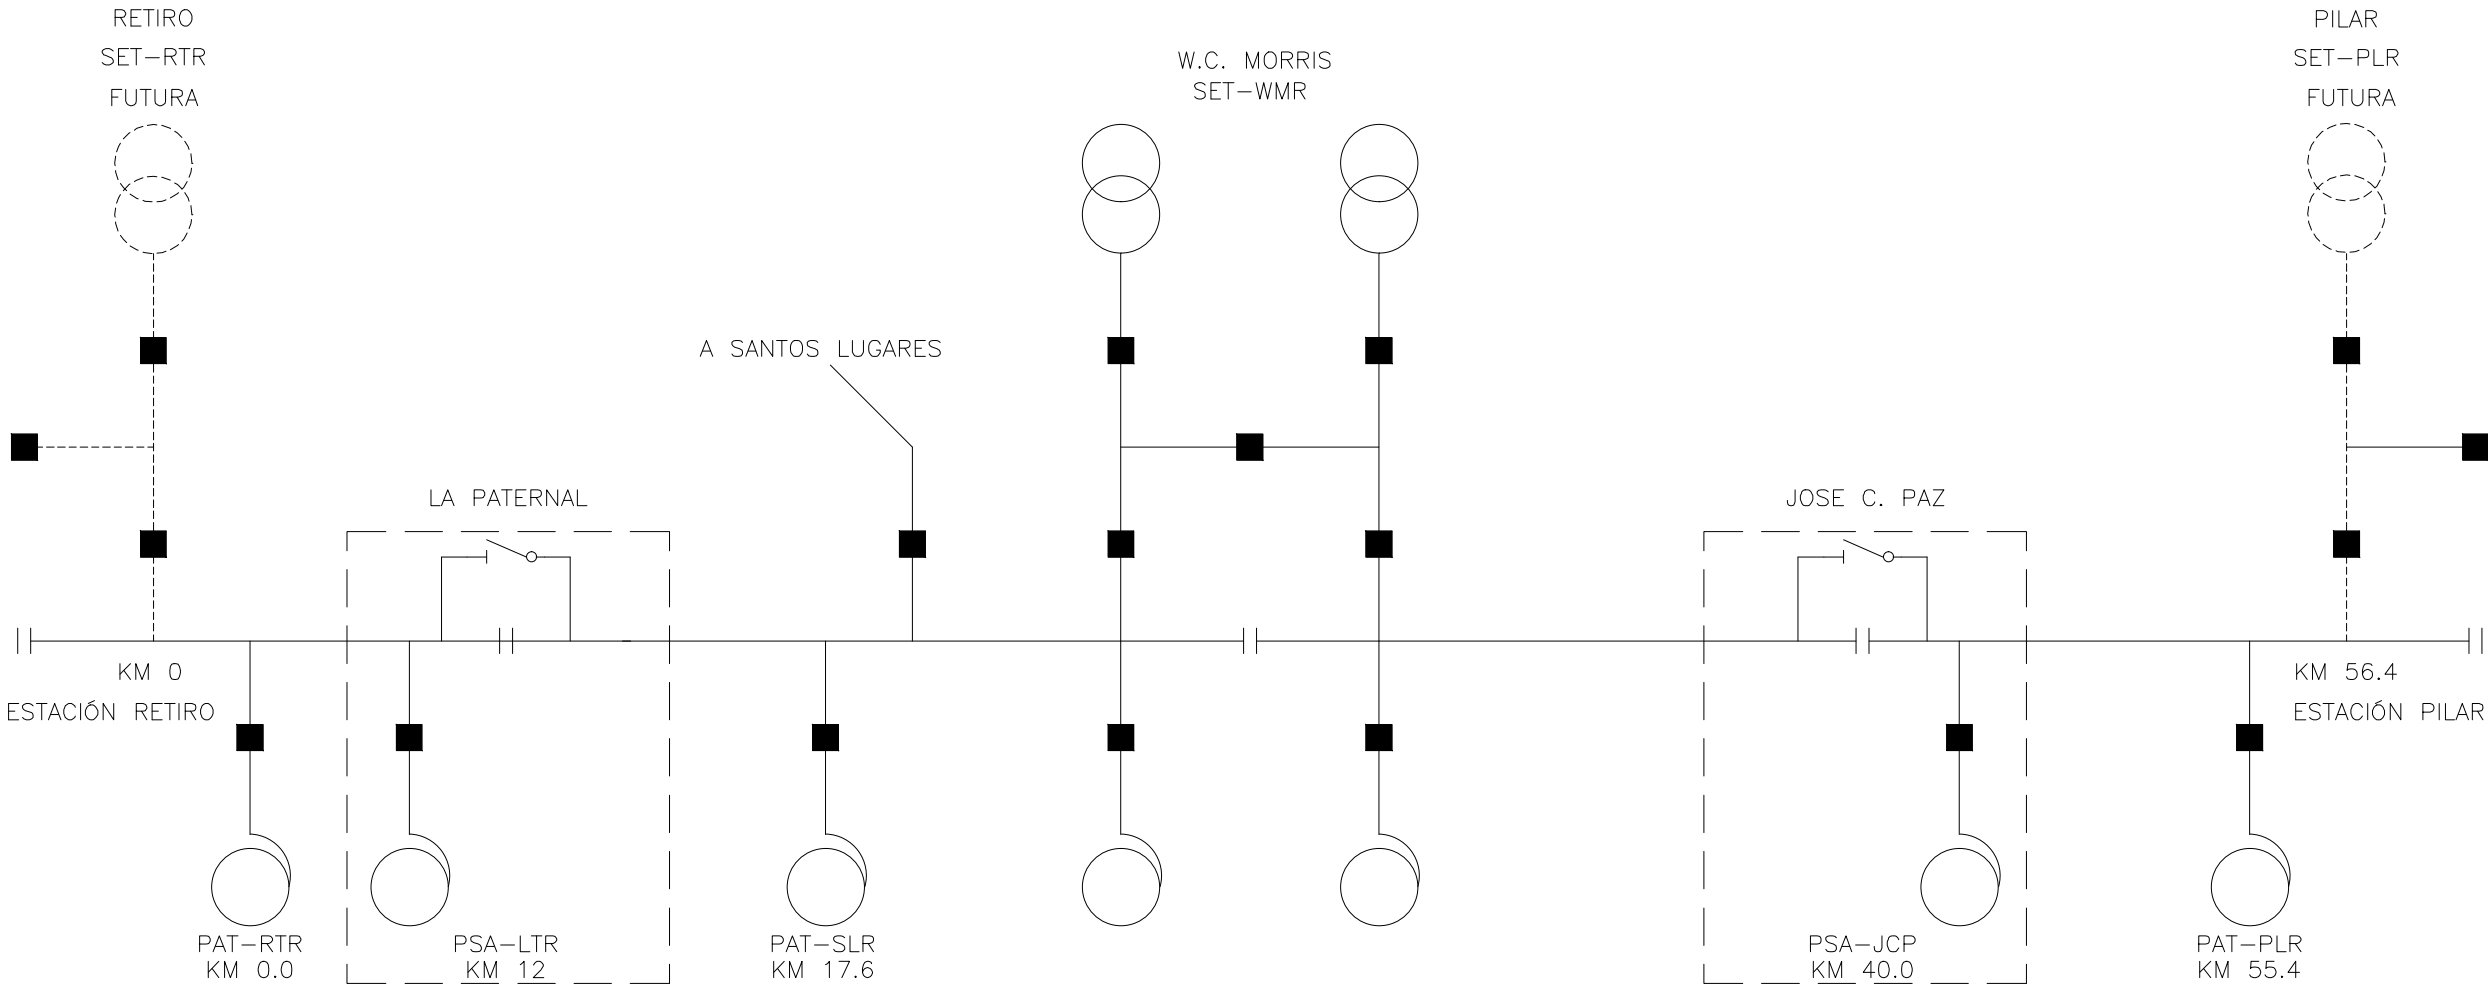 RETIRO
SET-RTR
FUTURA
W.C. MORRIS
SET-WMR
PILAR
SET-PLR
FUTURA
A SANTOS LUGARES
LA PATERNAL
JOSE C. PAZ
KM 0
ESTACIÓN RETIRO
KM 56.4
ESTACIÓN PILAR
PAT-RTR
KM 0.0
PSA-LTR
KM 12
PAT-SLR
KM 17.6
PSA-JCP
KM 40.0
PAT-PLR
KM 55.4